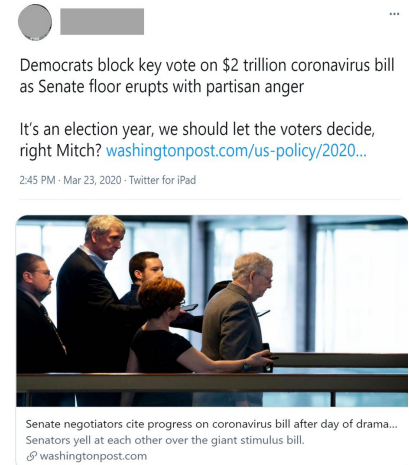 Democrats block key vote on $2 trillion coronavirus bill
as Senate floor erupts with partisan anger
It’s an election year, we should let the voters decide,
right Mitch? washingtonpost.com/us-policy/2020...
2:45 PM · Mar 23, 2020 · Twitter for iPad
Senate negotiators cite progress on coronavirus bill after day of drama...
Senators yell at each other over the giant stimulus bill.
washingtonpost.com